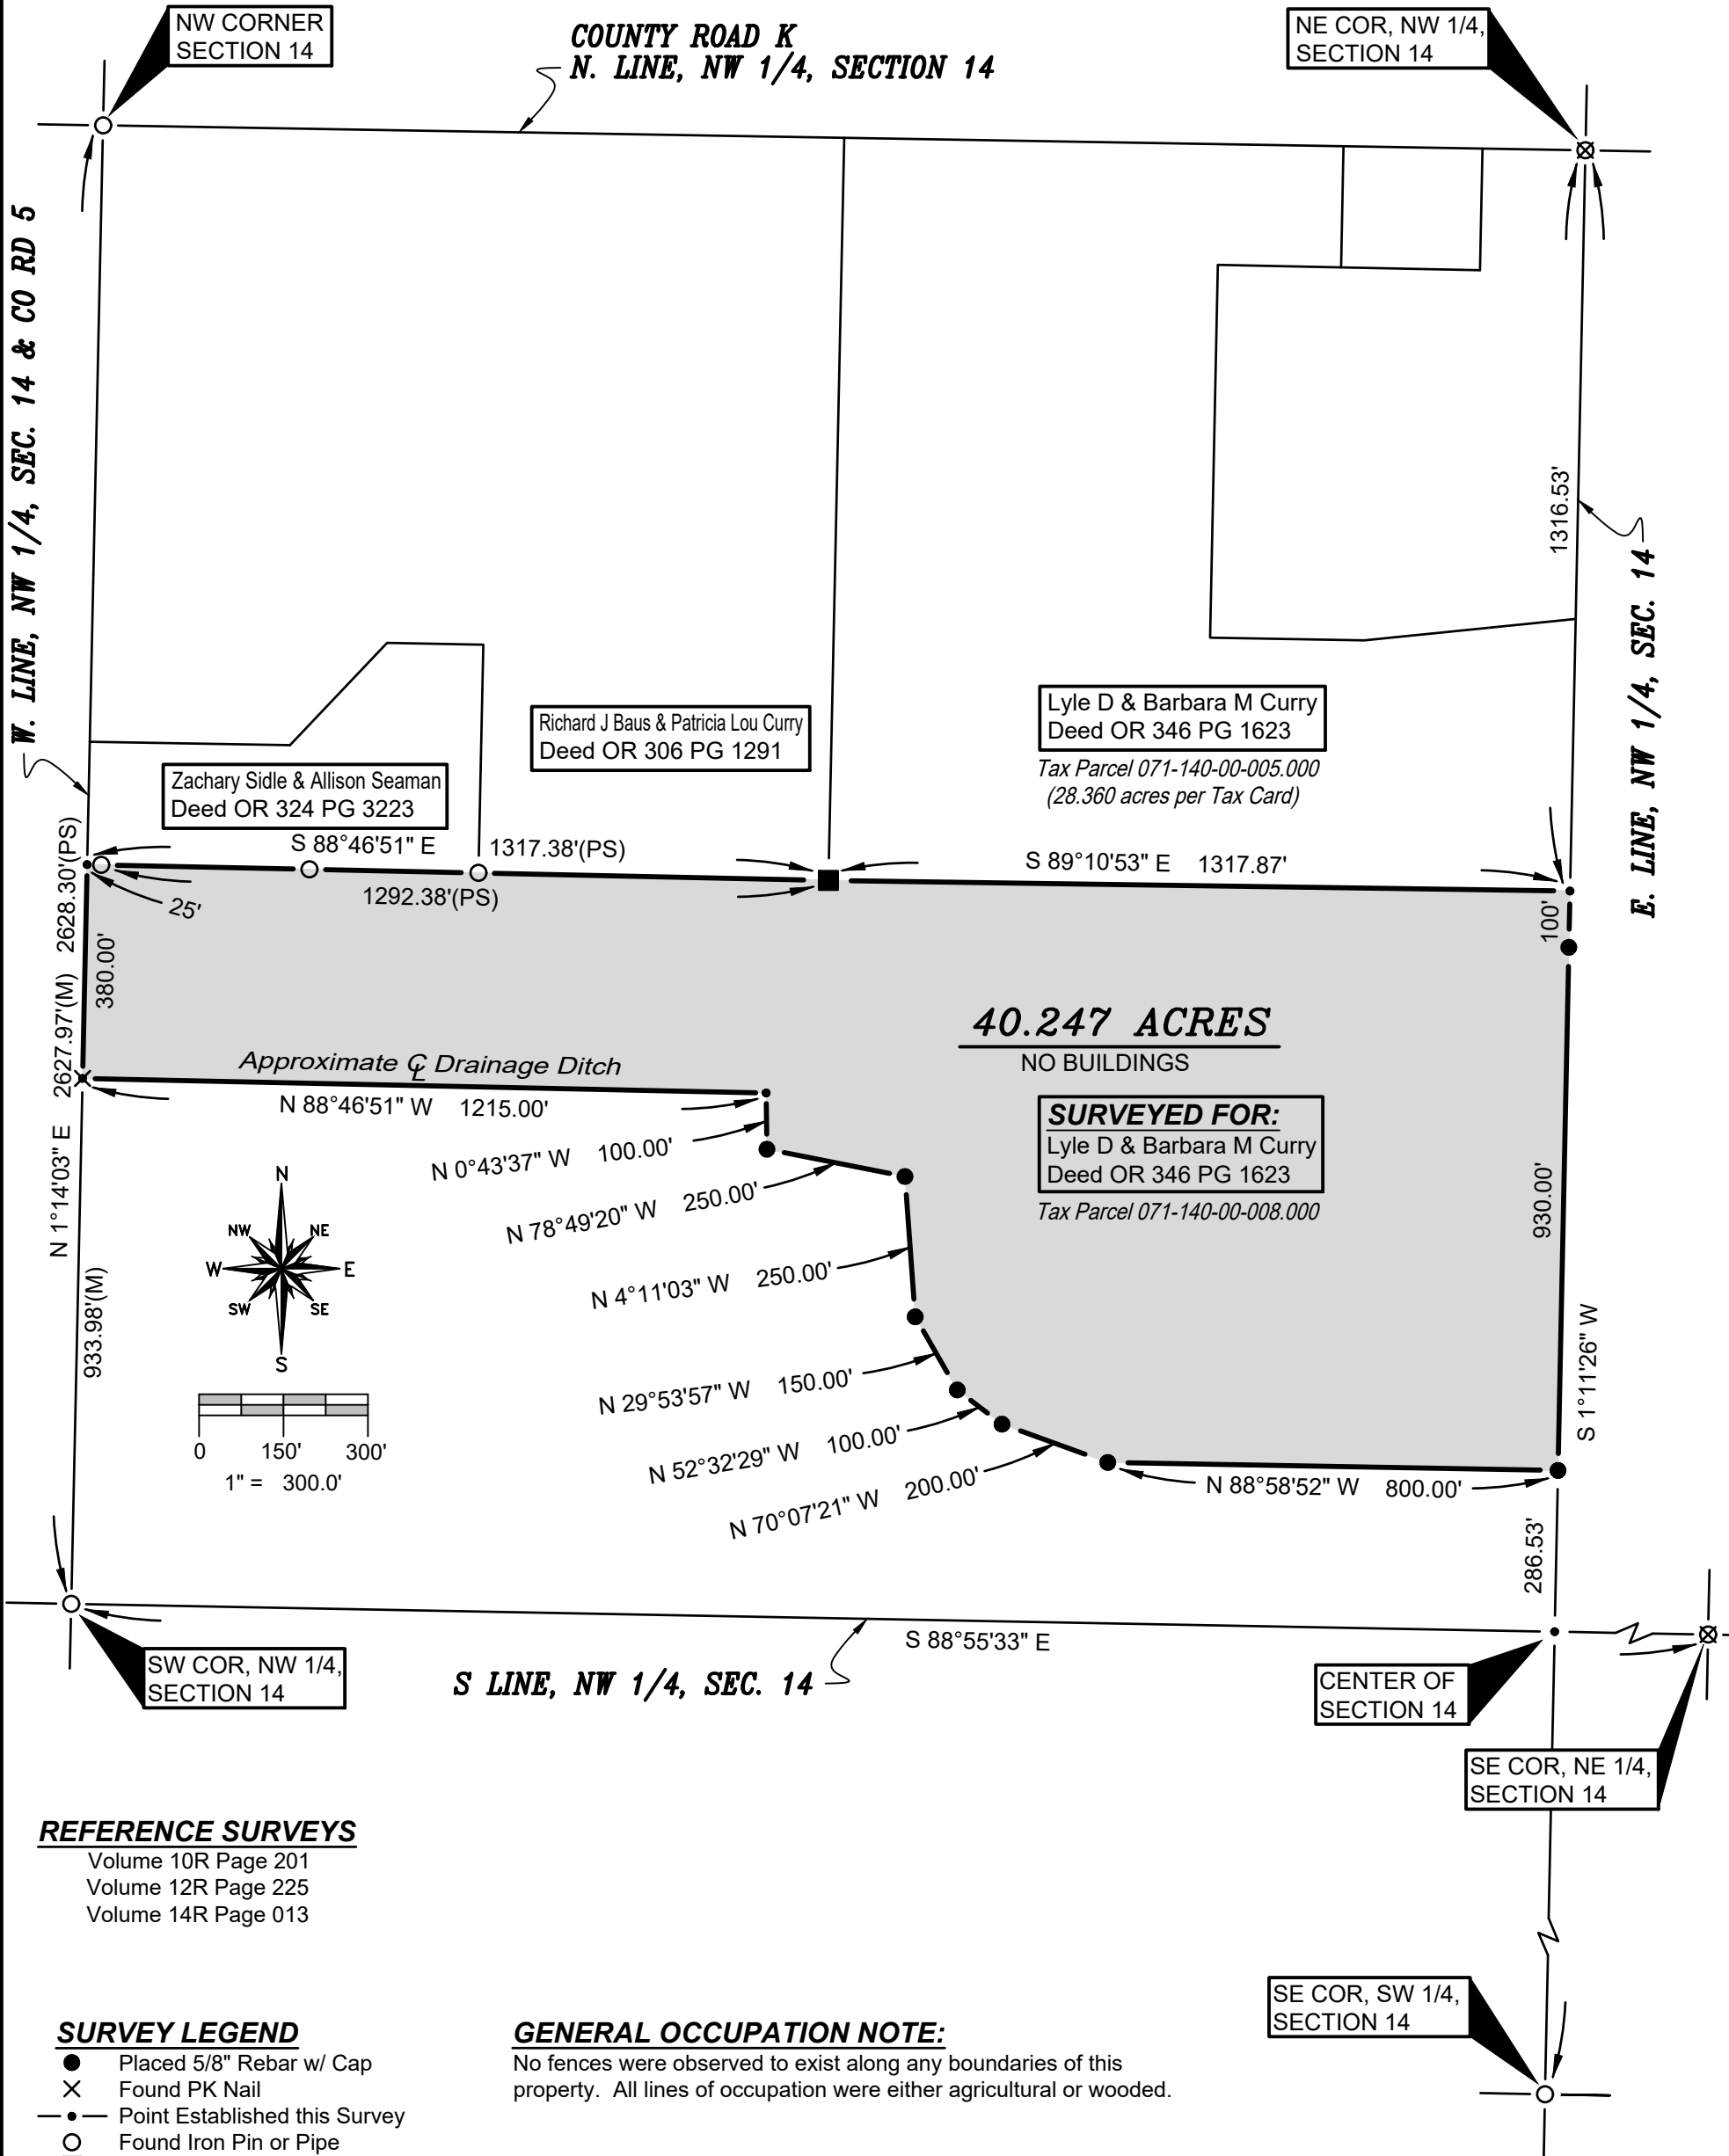 NW CORNER
SECTION 14
COUNTY ROAD K
N. LINE, NW 1/4, SECTION 14
NE COR, NW 1/4,
SECTION 14
W. LINE, NW 1/4, SEC. 14 & CO RD 5
1316.53'
E. LINE, NW 1/4, SEC. 14
Lyle D & Barbara M Curry
Deed OR 346 PG 1623
Tax Parcel 071-140-00-005.000
(28.360 acres per Tax Card)
Richard J Baus & Patricia Lou Curry
Deed OR 306 PG 1291
Zachary Sidle & Allison Seaman
Deed OR 324 PG 3223
S 88°46'51" E 1317.38'(PS)
1292.38'(PS)
25'
S 89°10'53" E 1317.87'
100'
N 1°14'03" E 2627.97'(M) 2628.30'(PS)
380.00'
40.247 ACRES
NO BUILDINGS
Approximate ℄ Drainage Ditch
N 88°46'51" W 1215.00'
SURVEYED FOR:
Lyle D & Barbara M Curry
Deed OR 346 PG 1623
Tax Parcel 071-140-00-008.000
N 0°43'37" W 100.00'
N 78°49'20" W 250.00'
N 4°11'03" W 250.00'
N 29°53'57" W 150.00'
N 52°32'29" W 100.00'
N 70°07'21" W 200.00'
N 88°58'52" W 800.00'
930.00'
S 1°11'26" W
286.53'
933.98'(M)
N
NW NE
W E
SW SE
S
0 150' 300'
1" = 300.0'
S 88°55'33" E
S LINE, NW 1/4, SEC. 14
SW COR, NW 1/4,
SECTION 14
CENTER OF
SECTION 14
SE COR, NE 1/4,
SECTION 14
REFERENCE SURVEYS
Volume 10R Page 201
Volume 12R Page 225
Volume 14R Page 013
SE COR, SW 1/4,
SECTION 14
SURVEY LEGEND
Placed 5/8" Rebar w/ Cap
Found PK Nail
Point Established this Survey
Found Iron Pin or Pipe
GENERAL OCCUPATION NOTE:
No fences were observed to exist along any boundaries of this
property. All lines of occupation were either agricultural or wooded.